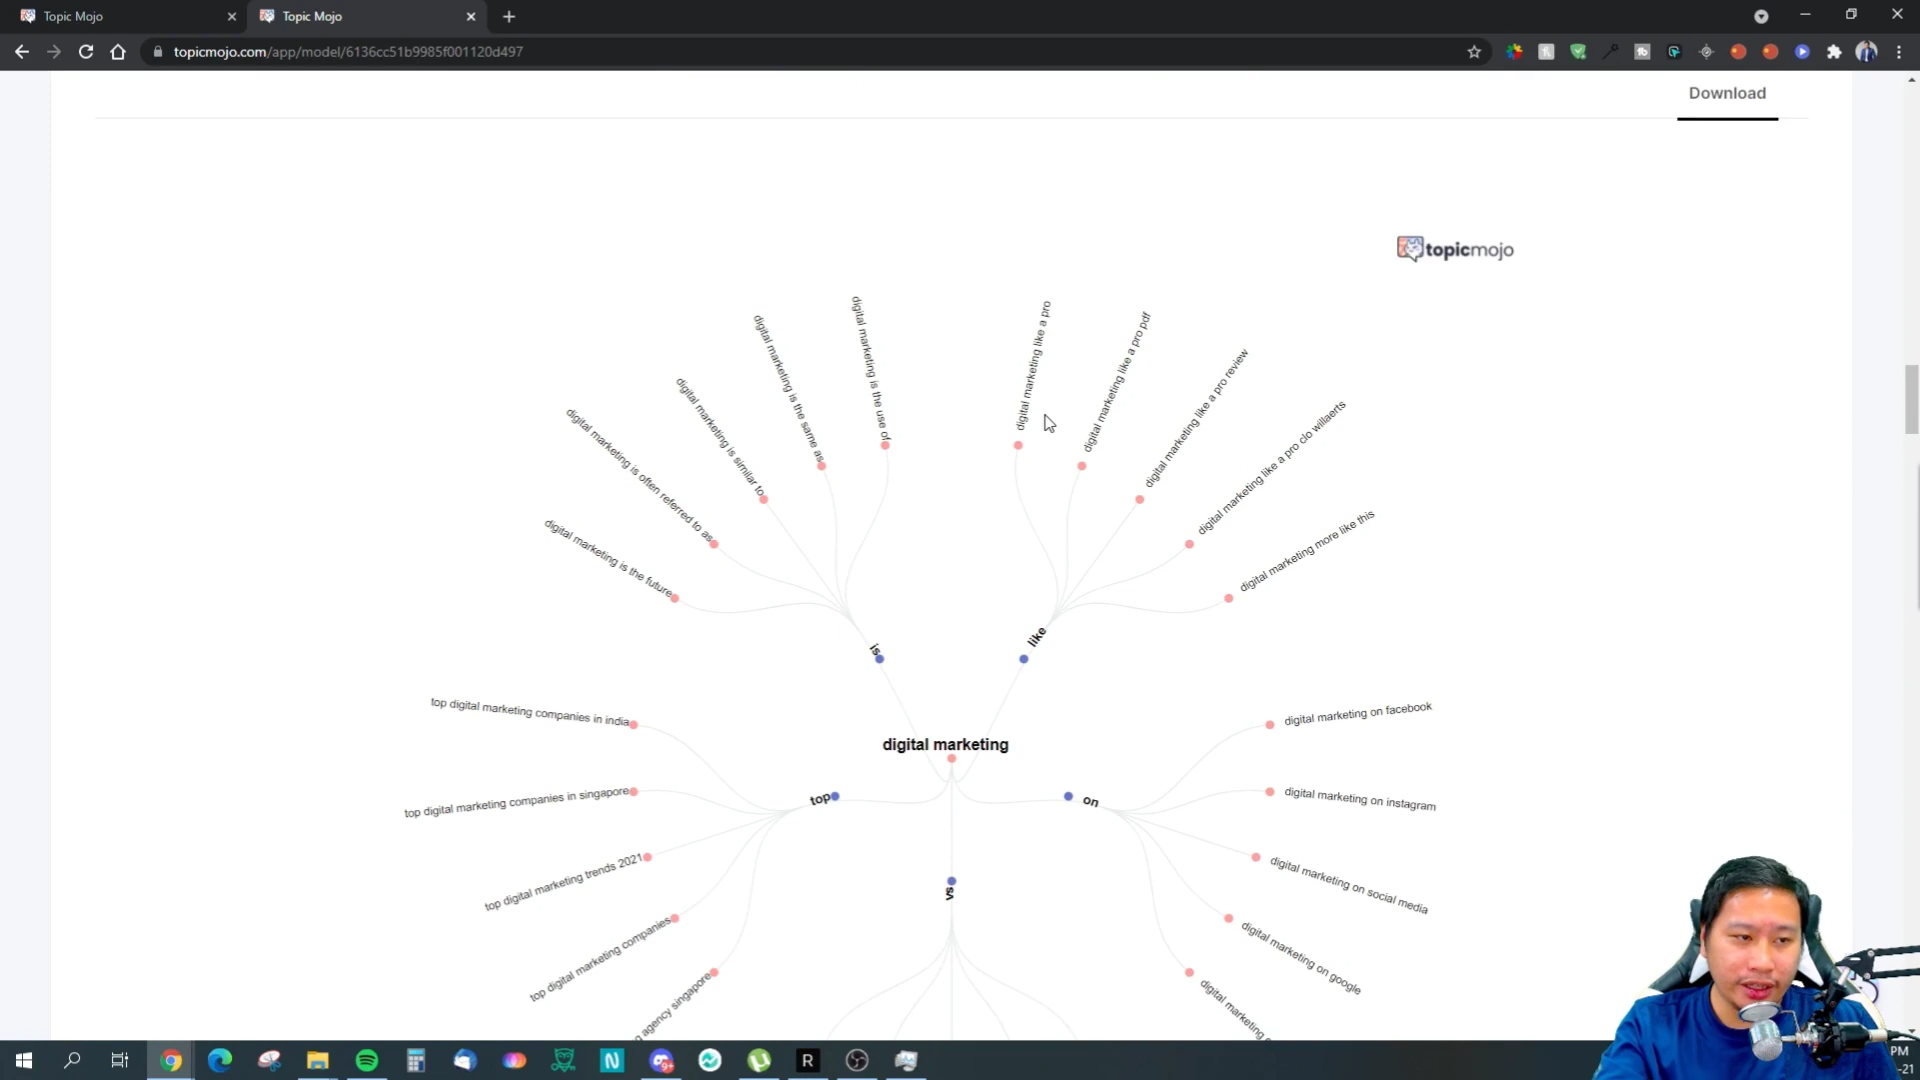 Topic Mojo
Topic Mojo
topicmojo.com/app/model/6136cc51b9985f001120d497
Download
topicmojo
digital marketing is the use of
digital marketing is the same as
digital marketing is similar to
digital marketing is often referred to as
digital marketing is the future
digital marketing like a pro
digital marketing like a pro pdf
digital marketing like a pro review
digital marketing like a pro clo willaerts
digital marketing more like this
is
like
digital marketing
top
on
vs
top digital marketing companies in india
top digital marketing companies in singapore
top digital marketing trends 2021
top digital marketing companies
agency singapore
digital marketing on facebook
digital marketing on instagram
digital marketing on social media
digital marketing on google
digital marketing
PM
-21